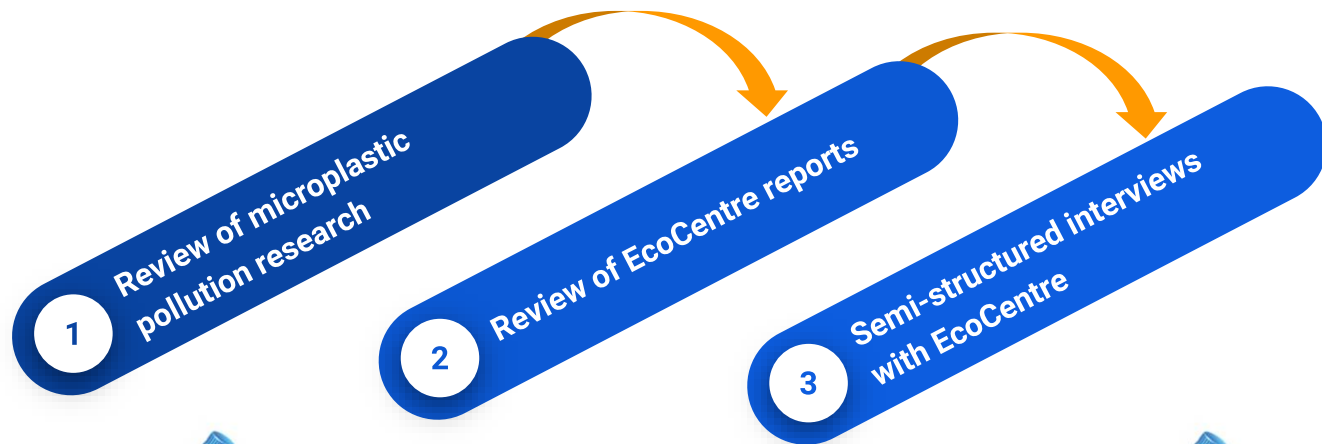 1
Review of microplastic
pollution research
2
Review of EcoCentre reports
3
Semi-structured interviews
with EcoCentre